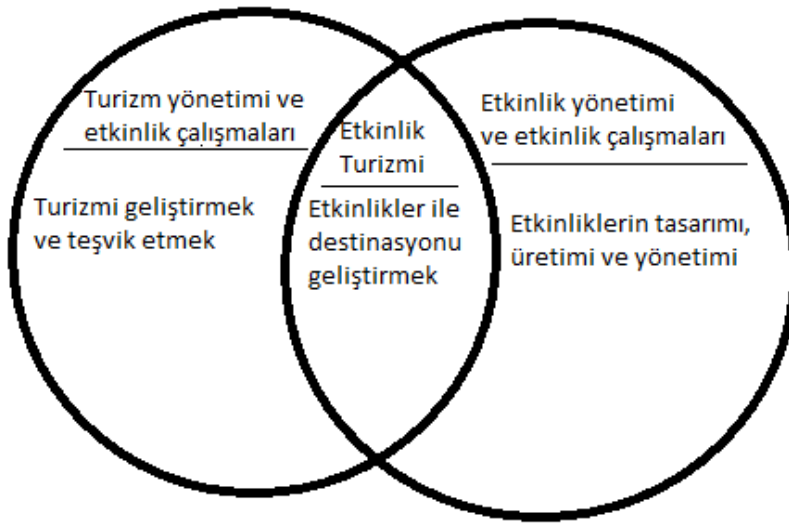 Turizm yönetimi ve
etkinlik çalışmaları
Turizmi geliştirmek
ve teşvik etmek
Etkinlik
Turizmi
Etkinlikler ile
destinasyonu
geliştirmek
Etkinlik yönetimi
ve etkinlik çalışmaları
Etkinliklerin tasarımı,
üretimi ve yönetimi